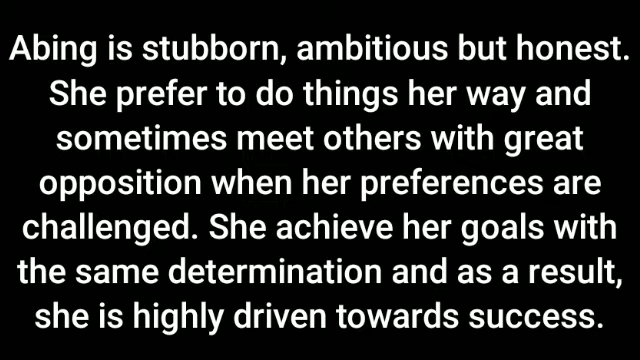 Abing is stubborn, ambitious but honest.
She prefer to do things her way and
sometimes meet others with great
opposition when her preferences are
challenged. She achieve her goals with
the same determination and as a result,
she is highly driven towards success.